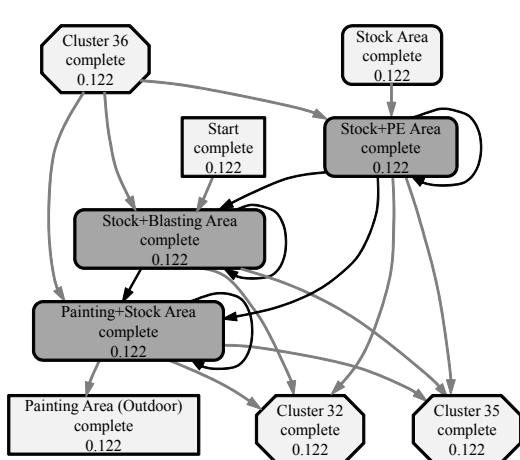 Cluster 36
complete
0.122
Stock Area
complete
0.122
Start
complete
0.122
Stock+PE Area
complete
0.122
Stock+Blasting Area
complete
0.122
Painting+Stock Area
complete
0.122
Painting Area (Outdoor)
complete
0.122
Cluster 32
complete
0.122
Cluster 35
complete
0.122